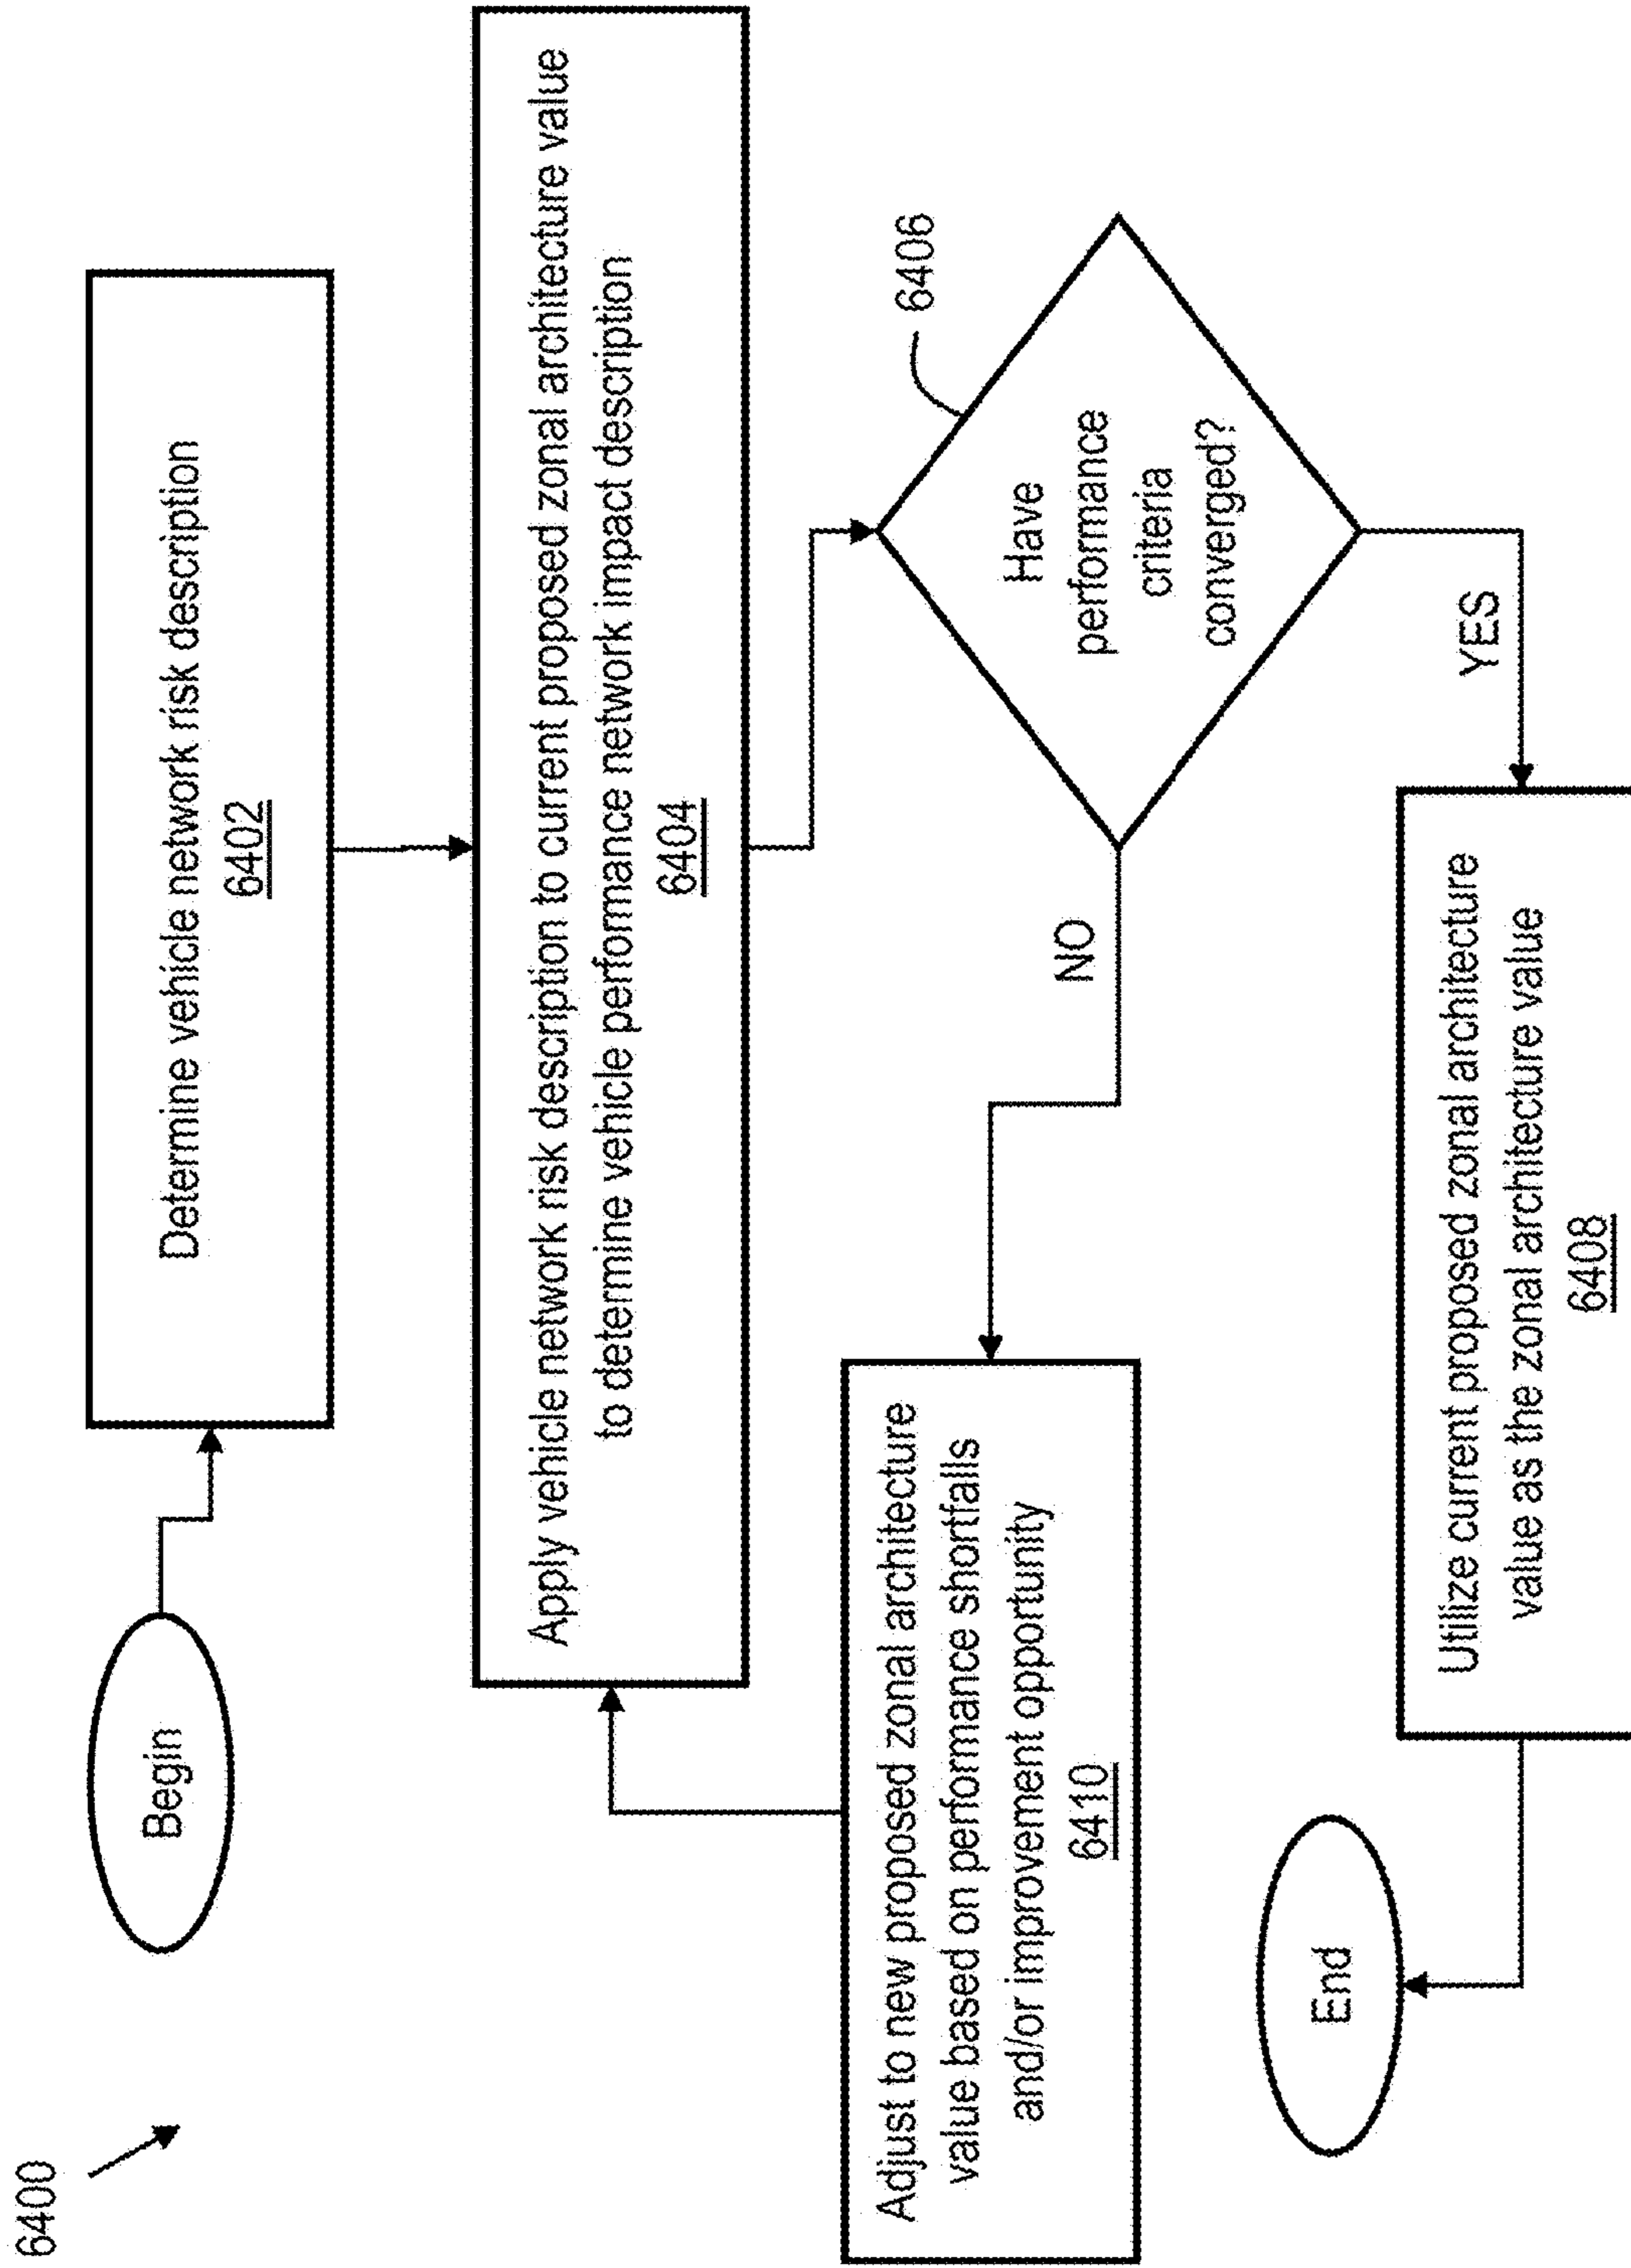 6400
Begin
Determine vehicle network risk description
6402
Apply vehicle network risk description to current proposed zonal architecture value
to determine vehicle performance network impact description
6404
6406
Have
performance
criteria
converged?
NO
YES
Adjust to new proposed zonal architecture
value based on performance shortfalls
and/or improvement opportunity
6410
Utilize current proposed zonal architecture
value as the zonal architecture value
6408
End